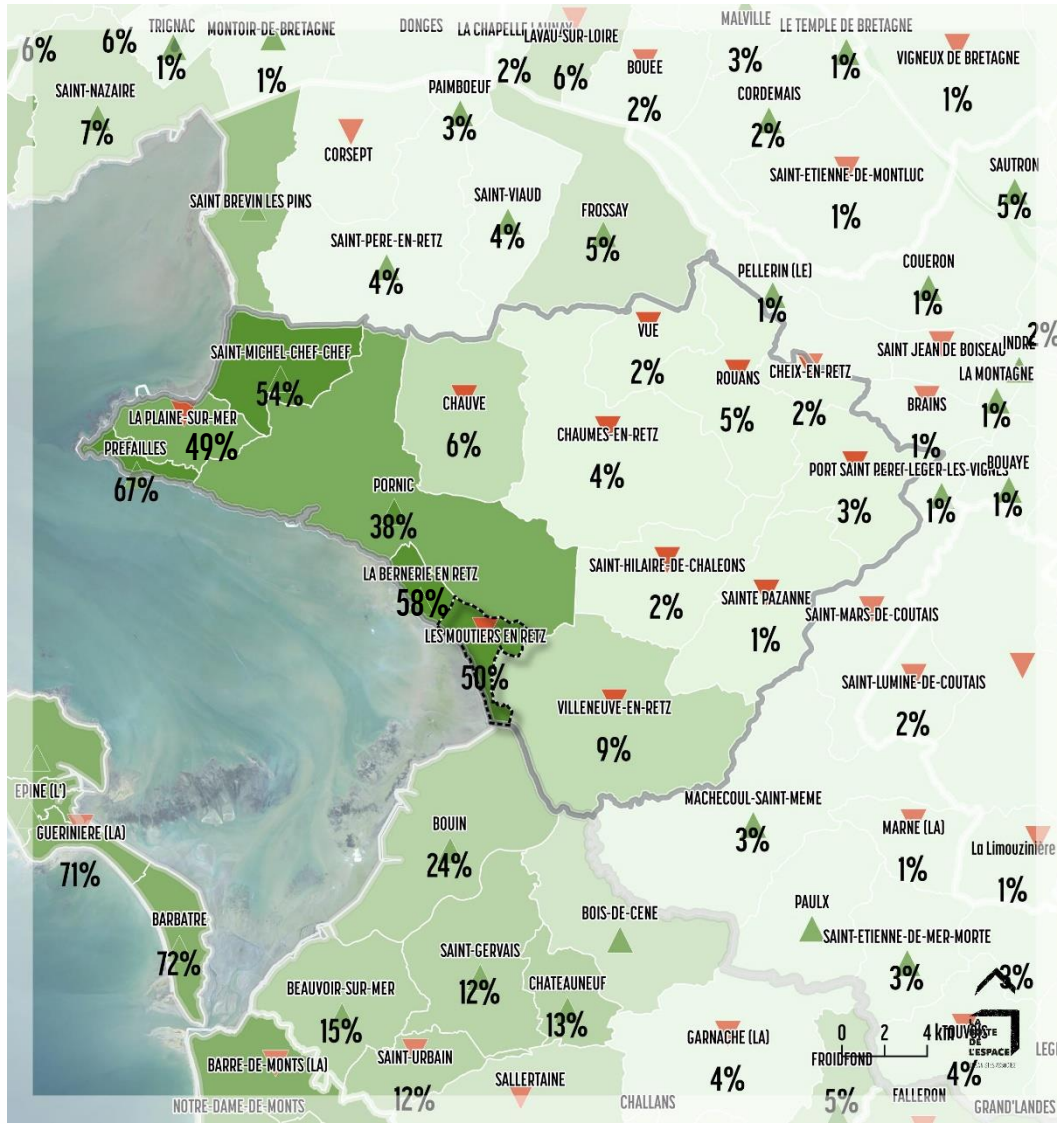 TRIGNAC
MONTOIR-DE-BRETAGNE
DONGES
LA CHAPELLE LAUNAY
LAVAU-SUR-LOIRE
MALVILLE
LE TEMPLE DE BRETAGNE
6%
6%
1%
1%
2%
6%
BOUEE
3%
1%
VIGNEUX DE BRETAGNE
SAINT-NAZAIRE
7%
PAIMBOEUF
3%
2%
CORDEMAIS
2%
1%
CORSEPT
SAINT-ETIENNE-DE-MONTLUC
1%
SAUTRON
5%
SAINT BREVIN LES PINS
SAINT-VIAUD
4%
FROSSAY
5%
SAINT-PERE-EN-RETZ
4%
PELLERIN (LE)
1%
COUERON
1%
VUE
2%
SAINT JEAN DE BOISEAU
INDRE
2%
SAINT-MICHEL-CHEF-CHEF
54%
ROUANS
5%
CHEIX-EN-RETZ
2%
LA MONTAGNE
1%
CHAUVE
6%
BRAINS
1%
LA PLAINE-SUR-MER
49%
CHAUMES-EN-RETZ
4%
PREFAILLES
67%
PORT SAINT PERE
3%
T-LEGER-LES-VIGNES
1%
BOUAYE
1%
PORNIC
38%
LA BERNERIE EN RETZ
58%
SAINT-HILAIRE-DE-CHALEONS
2%
SAINTE PAZANNE
1%
SAINT-MARS-DE-COUTAIS
LES MOUTIERS EN RETZ
50%
SAINT-LUMINE-DE-COUTAIS
2%
VILLENEUVE-EN-RETZ
9%
EPINE (L')
GUERINIERE (LA)
71%
BOUIN
24%
MACHECOUL-SAINT-MEME
3%
MARNE (LA)
1%
La Limouzinière
1%
BARBATRE
72%
BOIS-DE-CENE
PAULX
SAINT-GERVAIS
12%
SAINT-ETIENNE-DE-MER-MORTE
3%
3%
BEAUVOIR-SUR-MER
15%
CHATEAUNEUF
13%
GARNACHE (LA)
4%
0 2 4 km
LA
DE
L'ESPACE
4%
BARRE-DE-MONTS (LA)
SAINT-URBAIN
12%
FROIDFOND
5%
LEGE
SALLERTAINE
FALLERON
NOTRE-DAME-DE-MONTS
CHALLANS
GRAND'LANDES